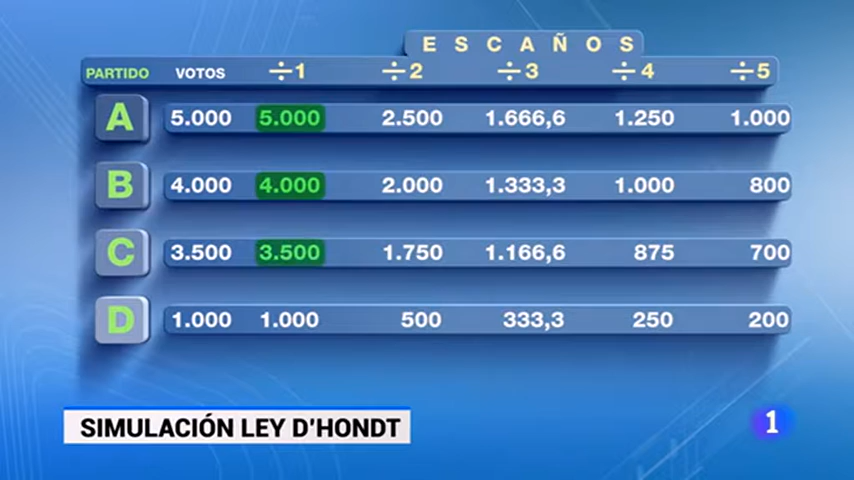 ESCAÑOS
PARTIDO VOTOS ÷1 ÷2 ÷3 ÷4 ÷5
A 5.000 5.000 2.500 1.666,6 1.250 1.000
B 4.000 4.000 2.000 1.333,3 1.000 800
C 3.500 3.500 1.750 1.166,6 875 700
D 1.000 1.000 500 333,3 250 200
SIMULACIÓN LEY D'HONDT
1